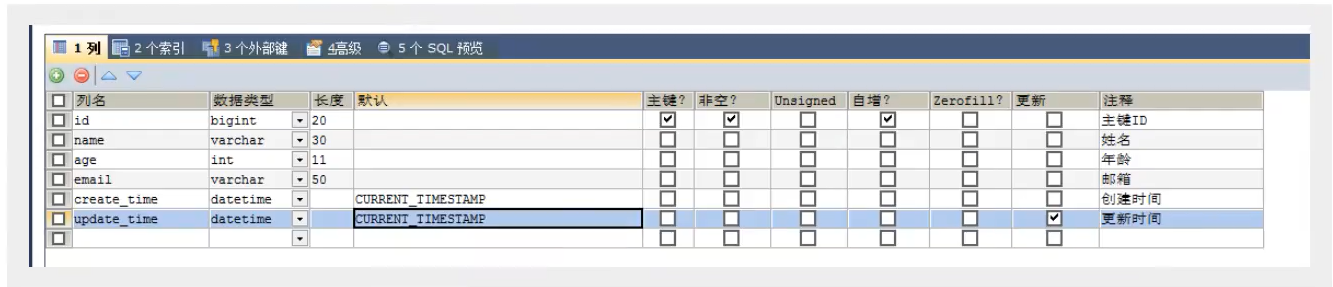 1 列 2 个索引 3 个外部键 4高级 5 个 SQL 预览
列名 数据类型 长度 默认 主键? 非空? Unsigned 自增? Zerofill? 更新 注释
id bigint 20 主键ID
name varchar 30 姓名
age int 11 年龄
email varchar 50 邮箱
create_time datetime CURRENT_TIMESTAMP 创建时间
update_time datetime CURRENT_TIMESTAMP 更新时间